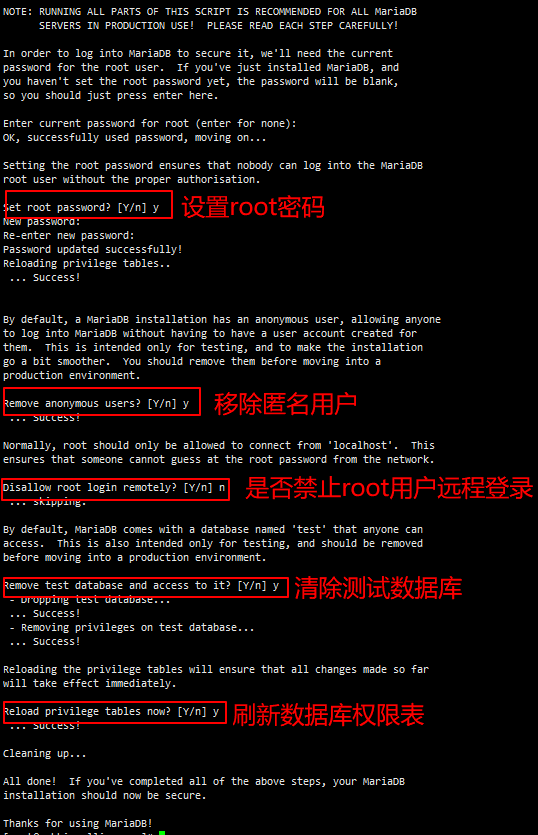 NOTE: RUNNING ALL PARTS OF THIS SCRIPT IS RECOMMENDED FOR ALL MariaDB
SERVERS IN PRODUCTION USE!  PLEASE READ EACH STEP CAREFULLY!
In order to log into MariaDB to secure it, we'll need the current
password for the root user.  If you've just installed MariaDB, and
you haven't set the root password yet, the password will be blank,
so you should just press enter here.
Enter current password for root (enter for none):
OK, successfully used password, moving on...
Setting the root password ensures that nobody can log into the MariaDB
root user without the proper authorisation.
Set root password? [Y/n] y 设置root密码
New password:
Re-enter new password:
Password updated successfully!
Reloading privilege tables..
... Success!
By default, a MariaDB installation has an anonymous user, allowing anyone
to log into MariaDB without having to have a user account created for
them.  This is intended only for testing, and to make the installation
go a bit smoother.  You should remove them before moving into a
production environment.
Remove anonymous users? [Y/n] y 移除匿名用户
... Success!
Normally, root should only be allowed to connect from 'localhost'.  This
ensures that someone cannot guess at the root password from the network.
Disallow root login remotely? [Y/n] n 是否禁止root用户远程登录
... skipping.
By default, MariaDB comes with a database named 'test' that anyone can
access.  This is also intended only for testing, and should be removed
before moving into a production environment.
Remove test database and access to it? [Y/n] y 清除测试数据库
- Dropping test database...
... Success!
- Removing privileges on test database...
... Success!
Reloading the privilege tables will ensure that all changes made so far
will take effect immediately.
Reload privilege tables now? [Y/n] y 刷新数据库权限表
... Success!
Cleaning up...
All done!  If you've completed all of the above steps, your MariaDB
installation should now be secure.
Thanks for using MariaDB!